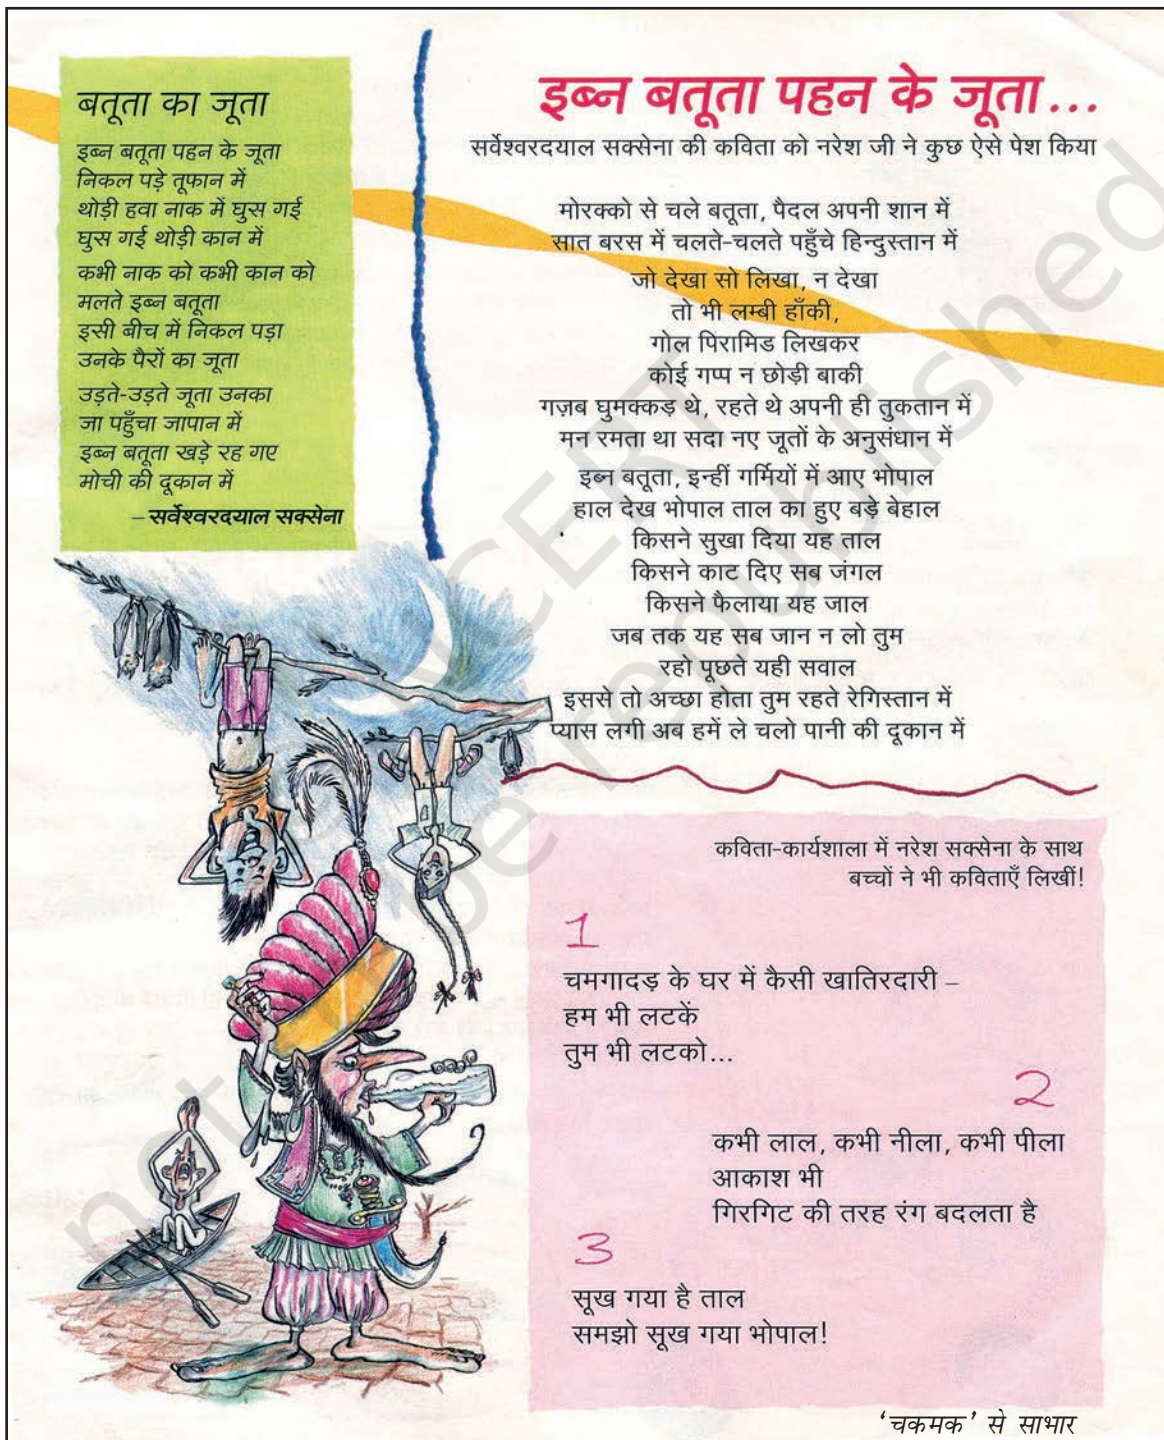 बतूता का जूता
इब्न बतूता पहन के जूता
निकल पड़े तूफान में
थोड़ी हवा नाक में घुस गई
घुस गई थोड़ी कान में
कभी नाक को कभी कान को
मलते इब्न बतूता
इसी बीच में निकल पड़ा
उनके पैरों का जूता
उड़ते-उड़ते जूता उनका
जा पहुँचा जापान में
इब्न बतूता खड़े रह गए
मोची की दूकान में
–सर्वेश्वरदयाल सक्सेना
इब्न बतूता पहन के जूता...
सर्वेश्वरदयाल सक्सेना की कविता को नरेश जी ने कुछ ऐसे पेश किया
मोरक्को से चले बतूता, पैदल अपनी शान में
सात बरस में चलते-चलते पहुँचे हिन्दुस्तान में
जो देखा सो लिखा, न देखा
तो भी लम्बी हाँकी,
गोल पिरामिड लिखकर
कोई गप्प न छोड़ी बाकी
गज़ब घुमक्कड़ थे, रहते थे अपनी ही तुकतान में
मन रमता था सदा नए जूतों के अनुसंधान में
इब्न बतूता, इन्हीं गर्मियों में आए भोपाल
हाल देख भोपाल ताल का हुए बड़े बेहाल
किसने सुखा दिया यह ताल
किसने काट दिए सब जंगल
किसने फैलाया यह जाल
जब तक यह सब जान न लो तुम
रहो पूछते यही सवाल
इससे तो अच्छा होता तुम रहते रेगिस्तान में
प्यास लगी अब हमें ले चलो पानी की दूकान में
कविता-कार्यशाला में नरेश सक्सेना के साथ
बच्चों ने भी कविताएँ लिखीं!
1
चमगादड़ के घर में कैसी खातिरदारी –
हम भी लटकें
तुम भी लटको...
2
कभी लाल, कभी नीला, कभी पीला
आकाश भी
गिरगिट की तरह रंग बदलता है
3
सूख गया है ताल
समझो सूख गया भोपाल!
'चकमक' से साभार
not be republished